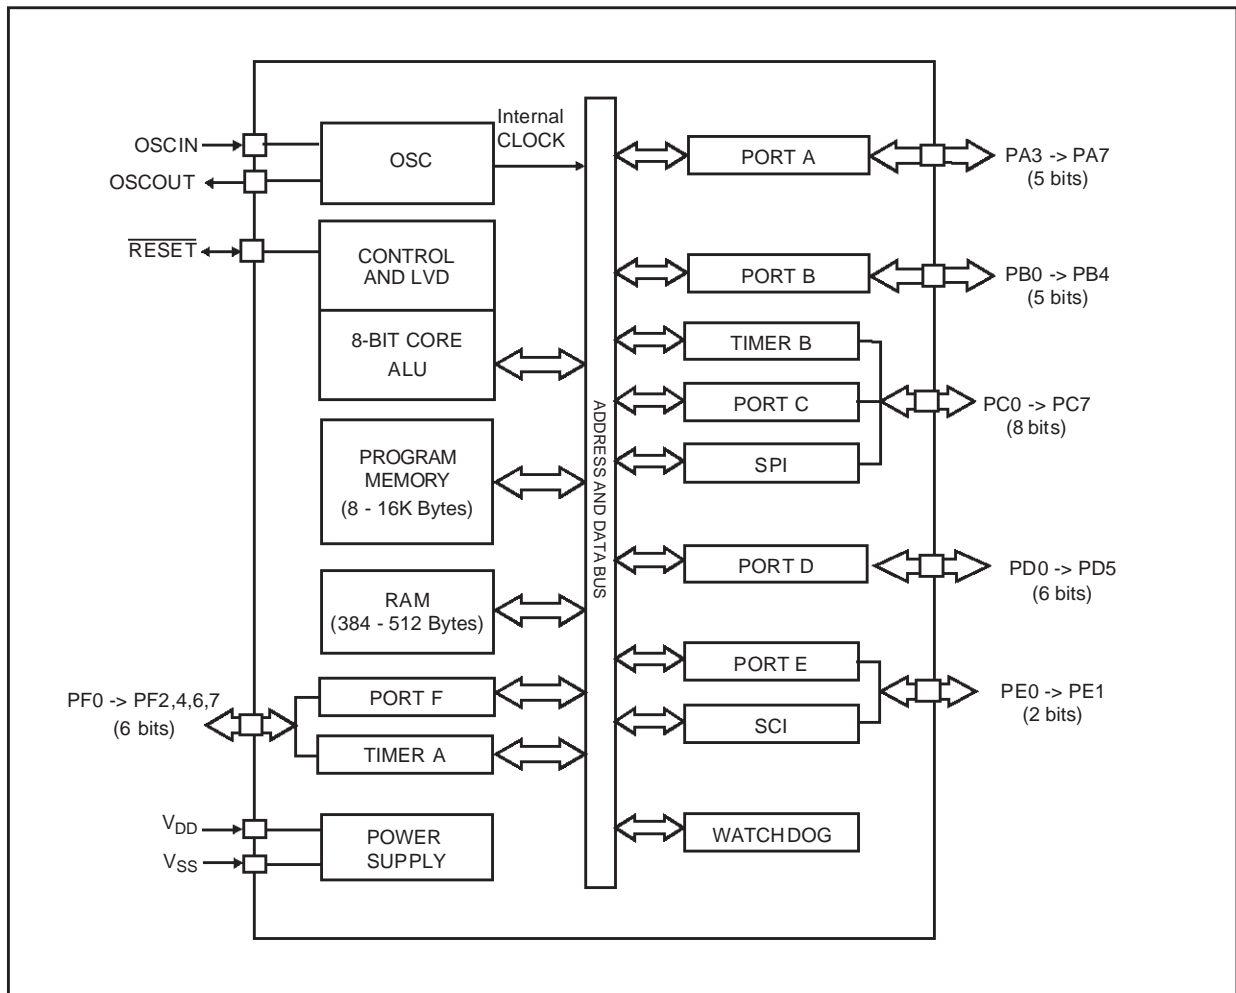 OSCIN
OSCOUT
RESET
OSC
Internal
CLOCK
CONTROL
AND LVD
8-BIT CORE
ALU
PROGRAM
MEMORY
(8 - 16K Bytes)
RAM
(384 - 512 Bytes)
PF0 -> PF2,4,6,7
(6 bits)
PORT F
TIMER A
VDD
VSS
POWER
SUPPLY
ADDRESS AND DATA BUS
PORT A
PA3 -> PA7
(5 bits)
PORT B
PB0 -> PB4
(5 bits)
TIMER B
PORT C
SPI
PC0 -> PC7
(8 bits)
PORT D
PD0 -> PD5
(6 bits)
PORT E
SCI
PE0 -> PE1
(2 bits)
WATCHDOG